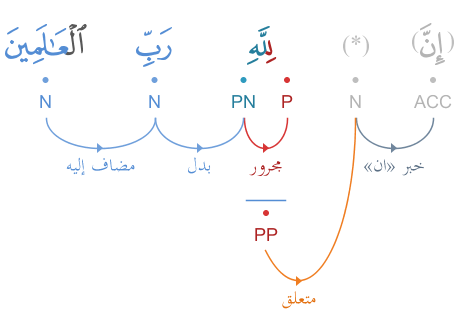 (إِنَّ) (*) لِلَّهِ رَبِّ ٱلْعَٰلَمِينَ
ACC N P PN N N
خبر «ان» مجرور بدل مضاف إليه
PP
متعلق